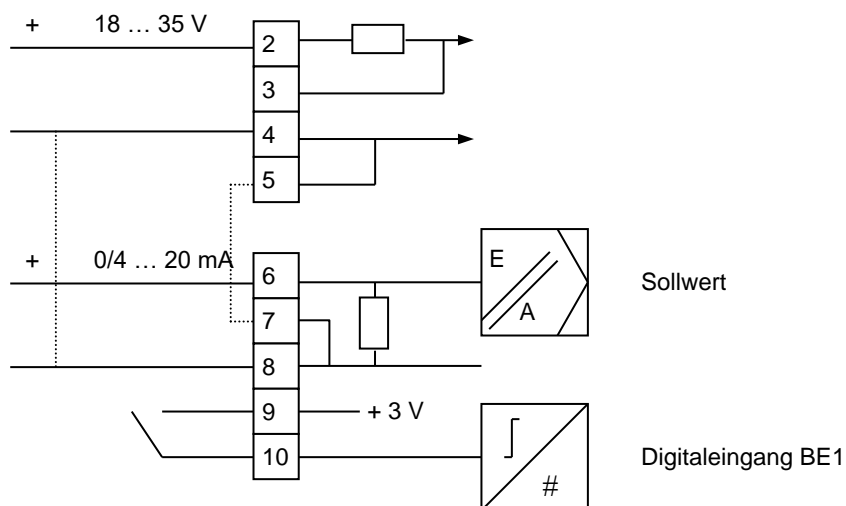 + 18 … 35 V
2
3
4
5
+ 0/4 … 20 mA
6
E
A
Sollwert
7
8
9
+ 3 V
10
#
Digitaleingang BE1